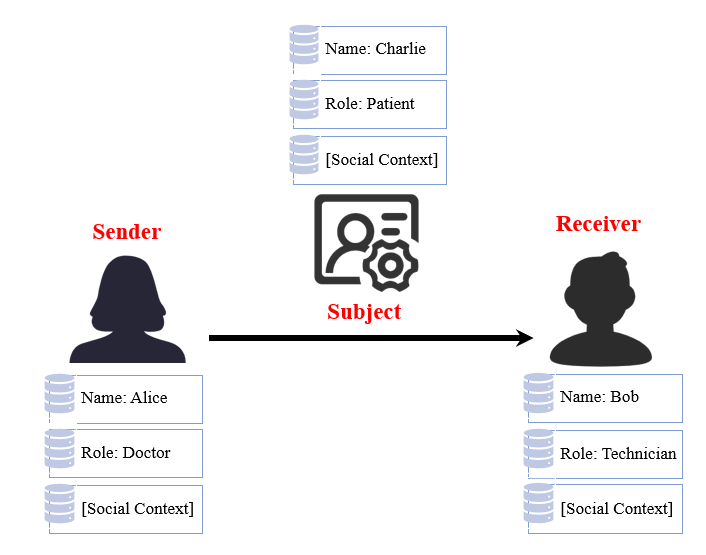 Name: Charlie
Role: Patient
[Social Context]
Sender
Receiver
Subject
Name: Alice
Role: Doctor
[Social Context]
Name: Bob
Role: Technician
[Social Context]